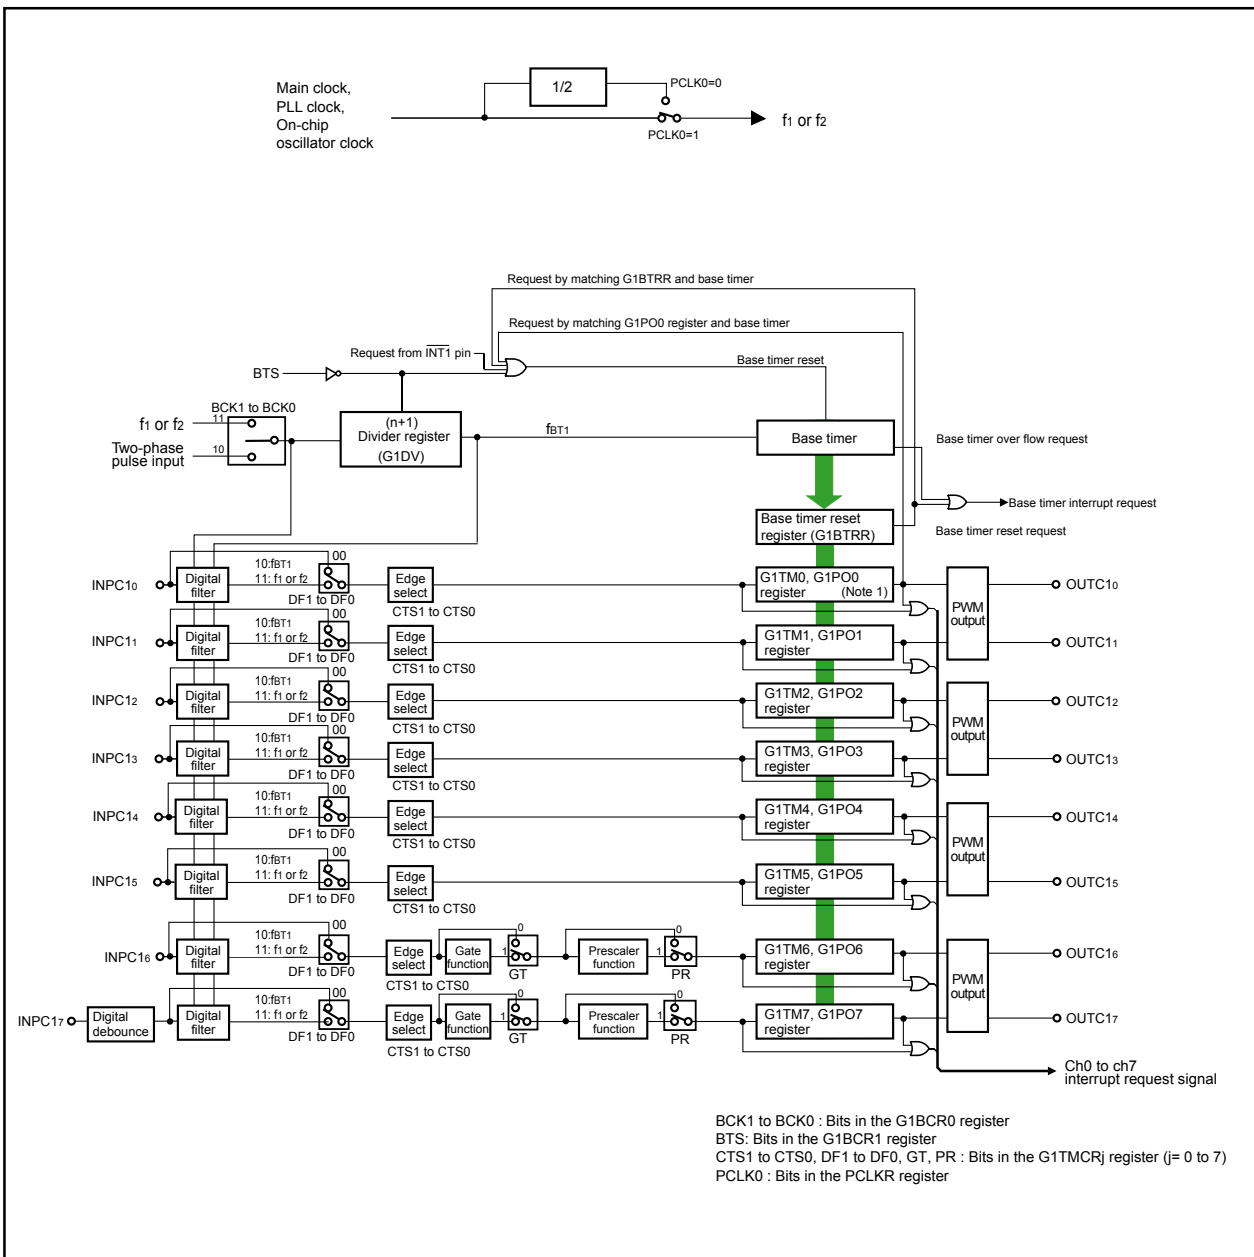 Main clock,
PLL clock,
On-chip
oscillator clock
1/2
PCLK0=0
PCLK0=1
f1 or f2
Request by matching G1BTRR and base timer
Request by matching G1PO0 register and base timer
Request from INT1 pin
Base timer reset
BTS
BCK1 to BCK0
f1 or f2
11
Two-phase
pulse input
10
(n+1)
Divider register
(G1DV)
fBT1
Base timer
Base timer over flow request
Base timer interrupt request
Base timer reset
register (G1BTRR)
Base timer reset request
INPC10
Digital
filter
10:fBT1
11: f1 or f2
00
DF1 to DF0
Edge
select
CTS1 to CTS0
G1TM0, G1PO0
register (Note 1)
PWM
output
OUTC10
INPC11
Digital
filter
10:fBT1
11: f1 or f2
00
DF1 to DF0
Edge
select
CTS1 to CTS0
G1TM1, G1PO1
register
OUTC11
INPC12
Digital
filter
10:fBT1
11: f1 or f2
00
DF1 to DF0
Edge
select
CTS1 to CTS0
G1TM2, G1PO2
register
PWM
output
OUTC12
INPC13
Digital
filter
10:fBT1
11: f1 or f2
00
DF1 to DF0
Edge
select
CTS1 to CTS0
G1TM3, G1PO3
register
OUTC13
INPC14
Digital
filter
10:fBT1
11: f1 or f2
00
DF1 to DF0
Edge
select
CTS1 to CTS0
G1TM4, G1PO4
register
PWM
output
OUTC14
INPC15
Digital
filter
10:fBT1
11: f1 or f2
00
DF1 to DF0
Edge
select
CTS1 to CTS0
G1TM5, G1PO5
register
OUTC15
INPC16
Digital
filter
10:fBT1
11: f1 or f2
00
DF1 to DF0
Edge
select
CTS1 to CTS0
Gate
function
0
1
GT
Prescaler
function
0
1
PR
G1TM6, G1PO6
register
PWM
output
OUTC16
INPC17
Digital
debounce
Digital
filter
10:fBT1
11: f1 or f2
00
DF1 to DF0
Edge
select
CTS1 to CTS0
Gate
function
0
1
GT
Prescaler
function
0
1
PR
G1TM7, G1PO7
register
OUTC17
Ch0 to ch7
interrupt request signal
BCK1 to BCK0 : Bits in the G1BCR0 register
BTS: Bits in the G1BCR1 register
CTS1 to CTS0, DF1 to DF0, GT, PR : Bits in the G1TMCRj register (j= 0 to 7)
PCLK0 : Bits in the PCLKR register